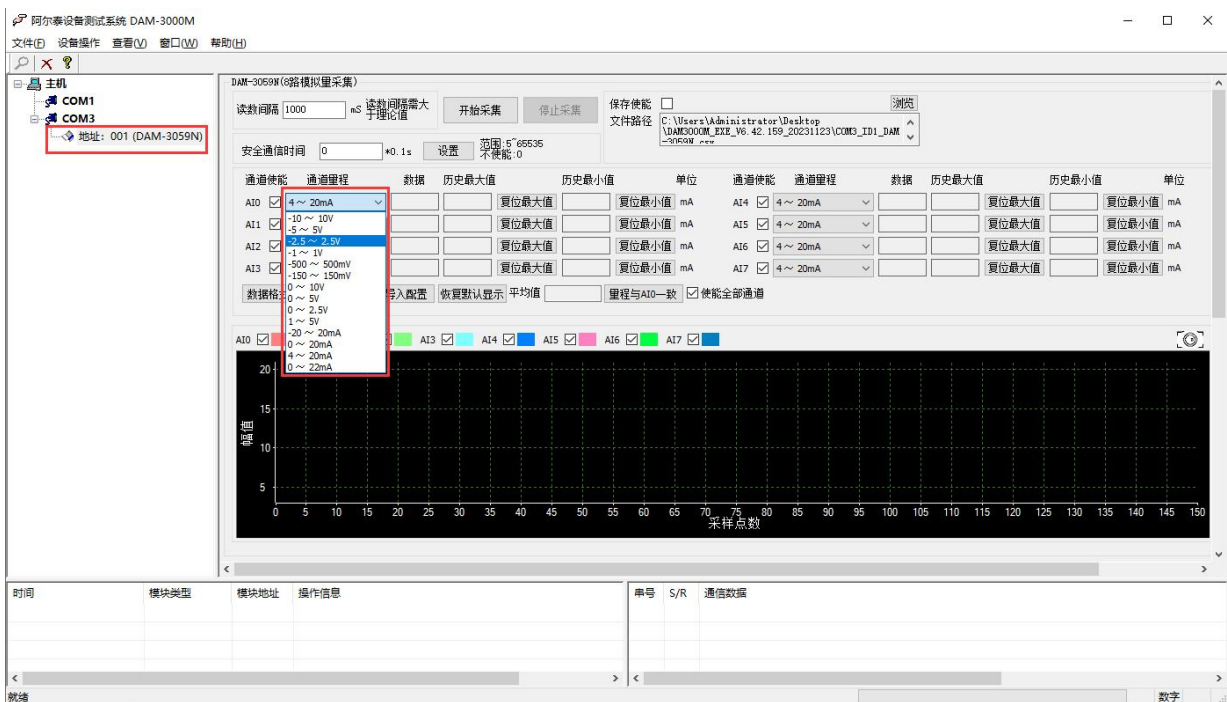 阿尔泰设备测试系统 DAM-3000M
文件(F) 设备操作 查看(V) 窗口(W) 帮助(H)
主机
COM1
COM3
地址：001 (DAM-3059N)
DAM-3059N(8路模拟量采集)
读数间隔 1000 mS 读数间隔需大于理论值 开始采集 停止采集
保存使能 浏览
文件路径 C:\Users\Administrator\Desktop
\DAM3000M_EXE_V6.42.159_20231123\COM3_ID1_DAM
-3059N.csv
安全通信时间 0 *0.1s 设置 范围:5~65535
不使能:0
通道使能 通道里程 数据 历史最大值 历史最小值 单位 通道使能 通道里程 数据 历史最大值 历史最小值 单位
AI0 4～ 20mA 复位最大值 复位最小值 mA AI4 4～ 20mA 复位最大值 复位最小值 mA
AI1 复位最大值 复位最小值 mA AI5 4～ 20mA 复位最大值 复位最小值 mA
AI2 复位最大值 复位最小值 mA AI6 4～ 20mA 复位最大值 复位最小值 mA
AI3 复位最大值 复位最小值 mA AI7 4～ 20mA 复位最大值 复位最小值 mA
-10 ～ 10V
-5 ～ 5V
-2.5 ～ 2.5V
-1 ～ 1V
-500 ～ 500mV
-150 ～ 150mV
0 ～ 10V
0 ～ 5V
0 ～ 2.5V
1 ～ 5V
-20 ～ 20mA
0 ～ 20mA
4 ～ 20mA
0 ～ 22mA
数据格 导入配置 恢复默认显示 平均值 里程与AI0一致 使能全部通道
AI0 AI3 AI4 AI5 AI6 AI7
幅值
20
15
10
5
0 5 10 15 20 25 30 35 40 45 50 55 60 65 70 75 80 85 90 95 100 105 110 115 120 125 130 135 140 145 150
采样点数
时间 模块类型 模块地址 操作信息 串号 S/R 通信数据
就绪 数字